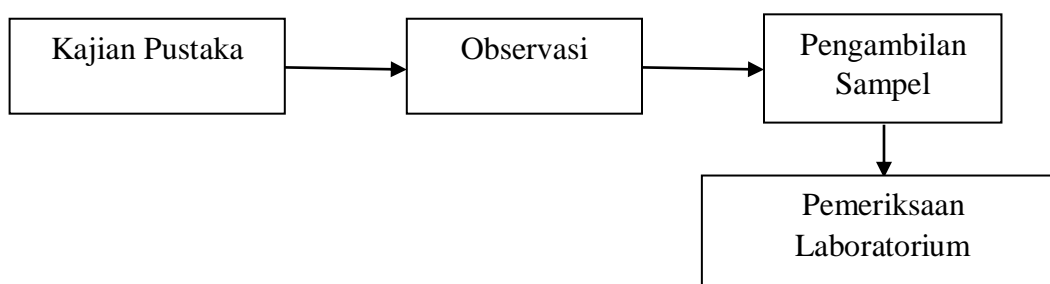 Kajian Pustaka
Observasi
Pengambilan
Sampel
Pemeriksaan
Laboratorium